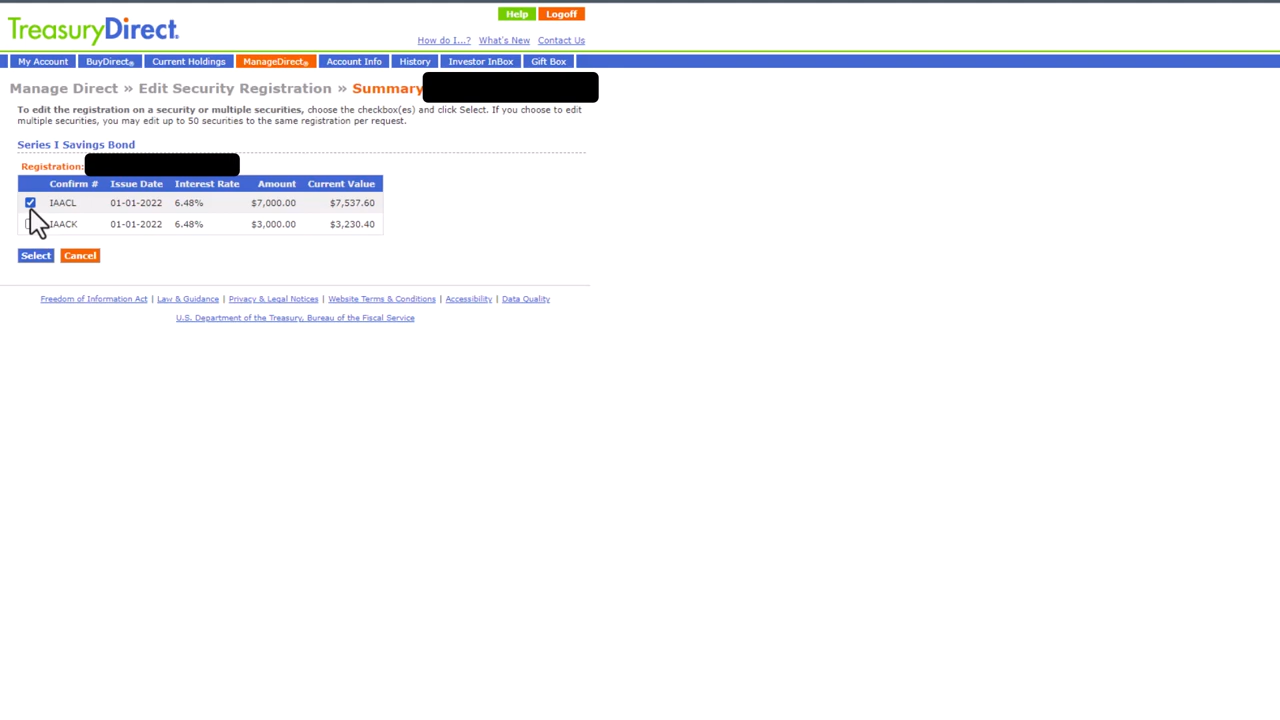 TreasuryDirect®
Help Logoff
How do I...? What's New Contact Us
My Account BuyDirect® Current Holdings ManageDirect® Account Info History Investor InBox Gift Box
Manage Direct » Edit Security Registration » Summary
To edit the registration on a security or multiple securities, choose the checkbox(es) and click Select. If you choose to edit
multiple securities, you may edit up to 50 securities to the same registration per request.
Series I Savings Bond
Registration:
Confirm # Issue Date Interest Rate Amount Current Value
IAACL 01-01-2022 6.48% $7,000.00 $7,537.60
IAACK 01-01-2022 6.48% $3,000.00 $3,230.40
Select Cancel
Freedom of Information Act | Law & Guidance | Privacy & Legal Notices | Website Terms & Conditions | Accessibility | Data Quality
U.S. Department of the Treasury, Bureau of the Fiscal Service